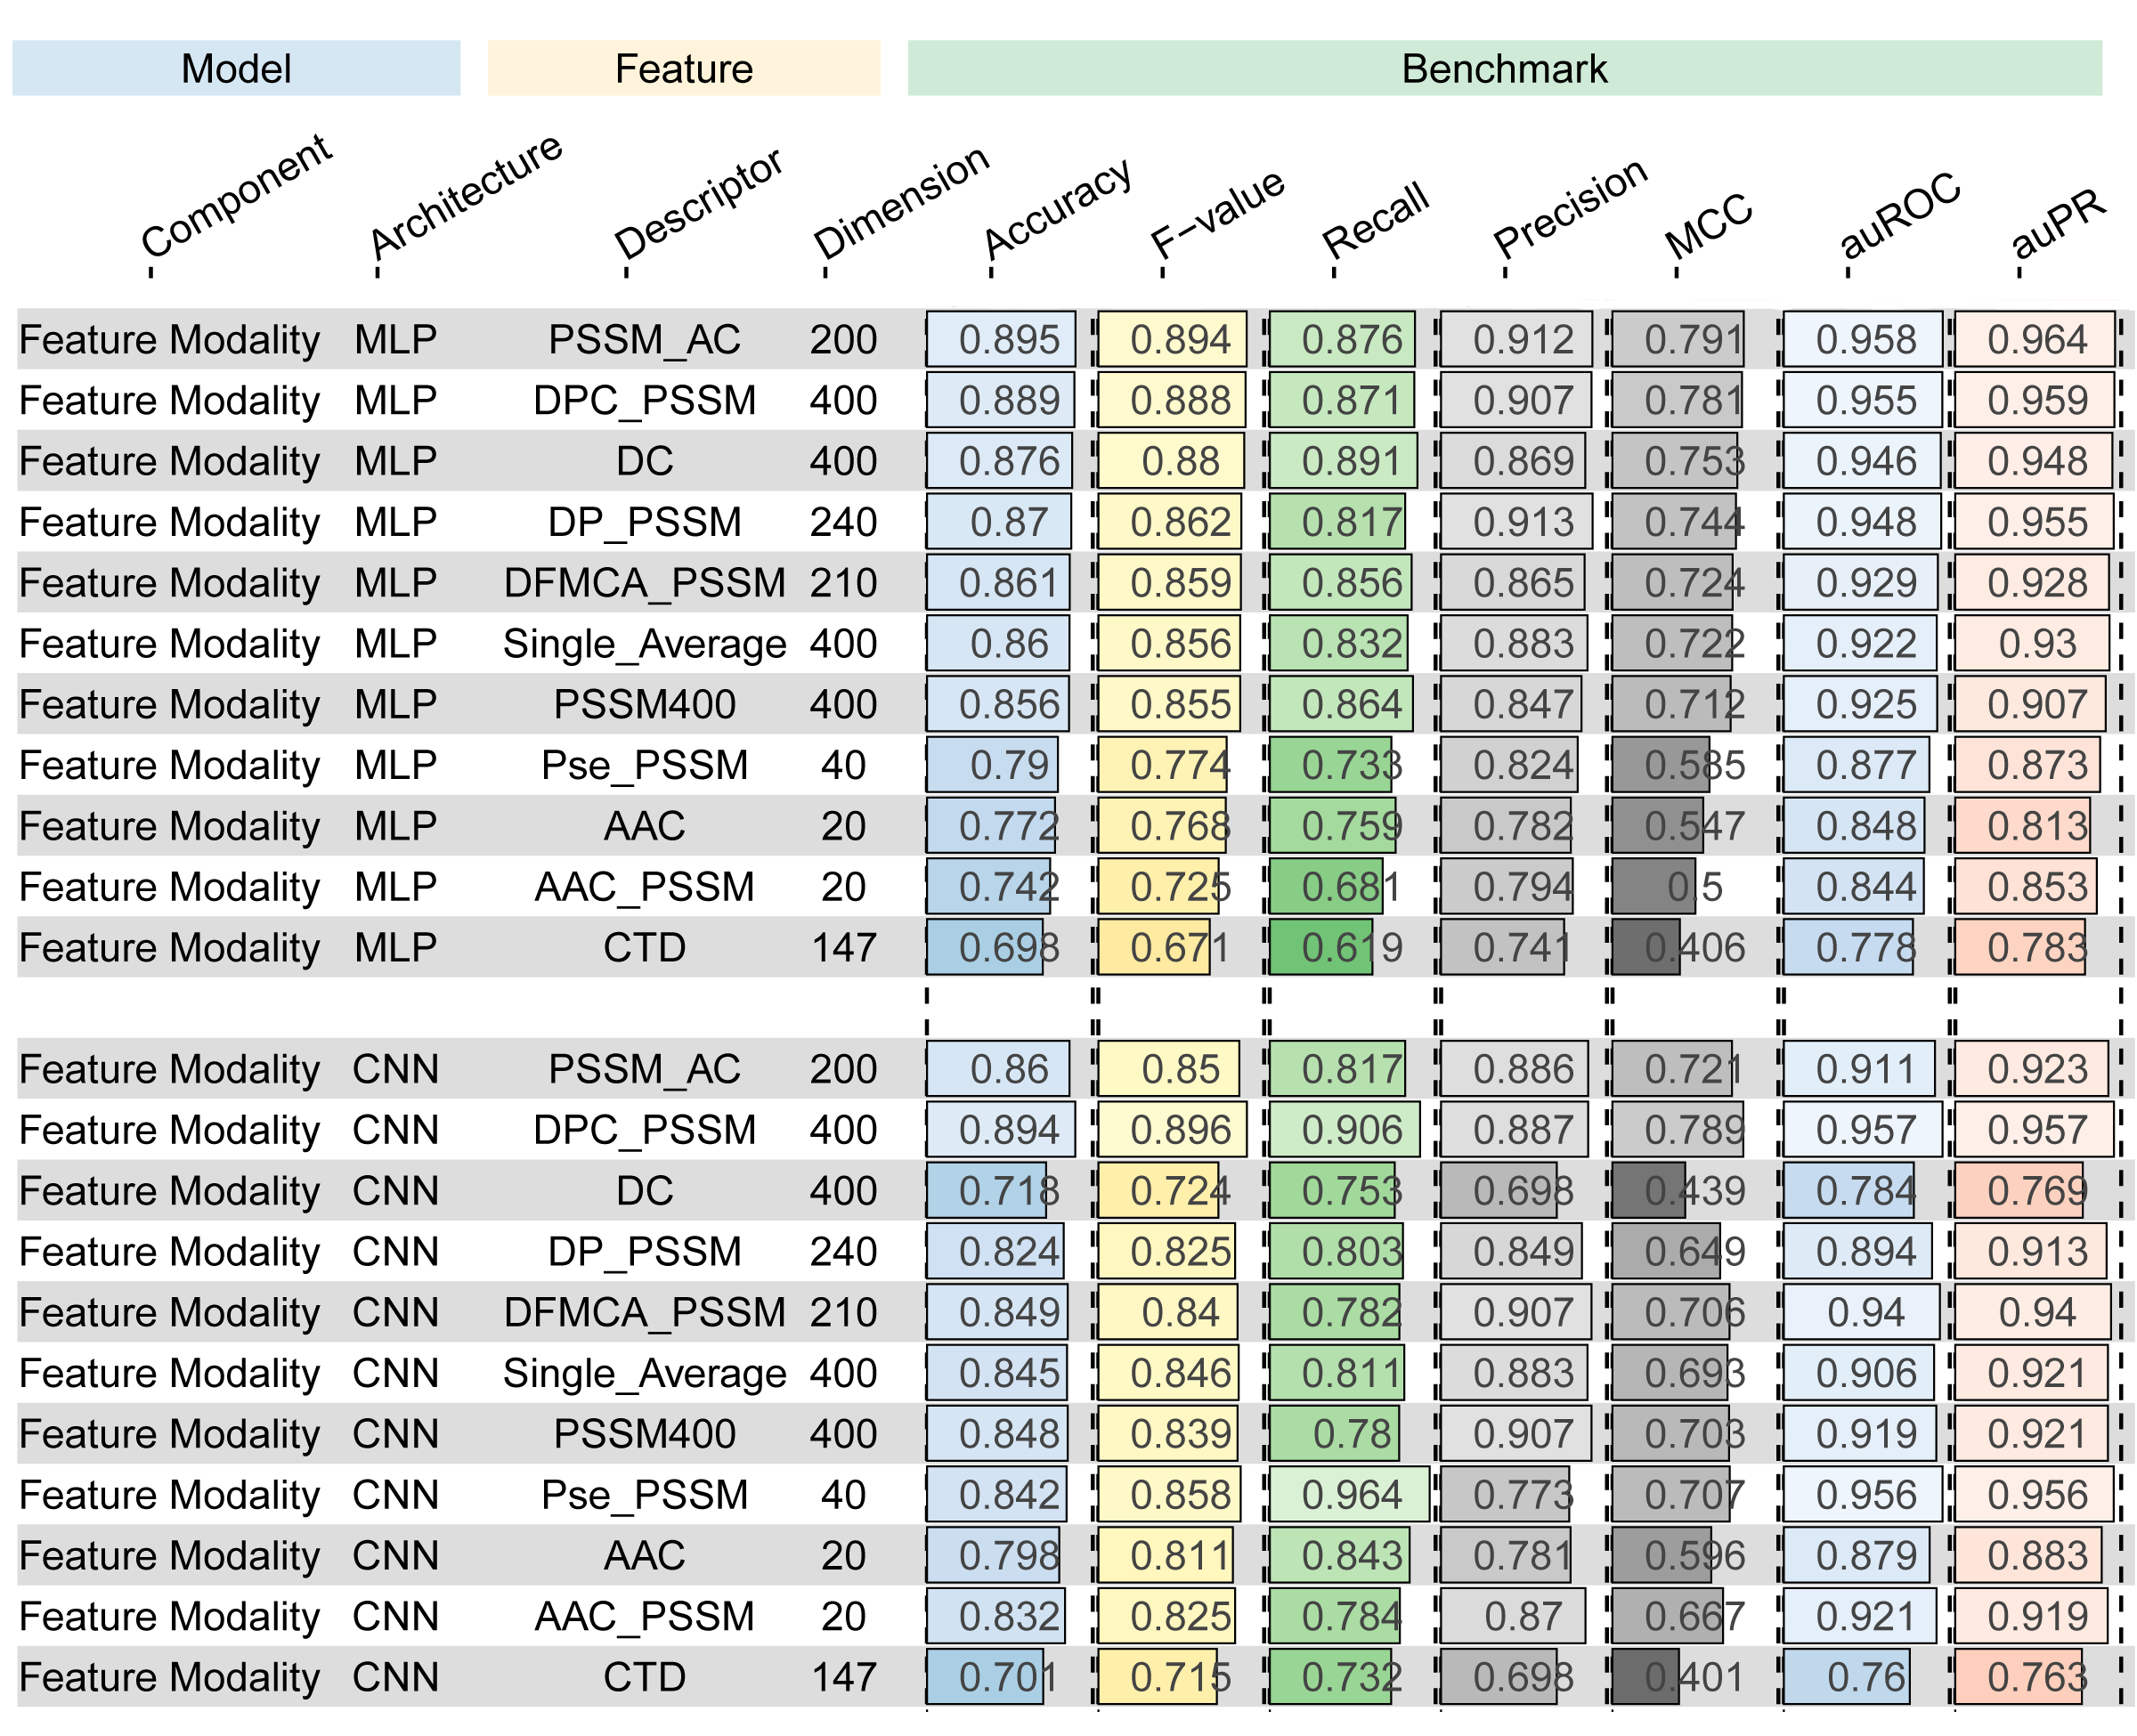 Model Feature Benchmark
Component Architecture Descriptor Dimension Accuracy F−value Recall Precision MCC auROC auPR
Feature Modality MLP PSSM_AC 200 0.895 0.894 0.876 0.912 0.791 0.958 0.964
Feature Modality MLP DPC_PSSM 400 0.889 0.888 0.871 0.907 0.781 0.955 0.959
Feature Modality MLP DC 400 0.876 0.88 0.891 0.869 0.753 0.946 0.948
Feature Modality MLP DP_PSSM 240 0.87 0.862 0.817 0.913 0.744 0.948 0.955
Feature Modality MLP DFMCA_PSSM 210 0.861 0.859 0.856 0.865 0.724 0.929 0.928
Feature Modality MLP Single_Average 400 0.86 0.856 0.832 0.883 0.722 0.922 0.93
Feature Modality MLP PSSM400 400 0.856 0.855 0.864 0.847 0.712 0.925 0.907
Feature Modality MLP Pse_PSSM 40 0.79 0.774 0.733 0.824 0.585 0.877 0.873
Feature Modality MLP AAC 20 0.772 0.768 0.759 0.782 0.547 0.848 0.813
Feature Modality MLP AAC_PSSM 20 0.742 0.725 0.681 0.794 0.5 0.844 0.853
Feature Modality MLP CTD 147 0.698 0.671 0.619 0.741 0.406 0.778 0.783
Feature Modality CNN PSSM_AC 200 0.86 0.85 0.817 0.886 0.721 0.911 0.923
Feature Modality CNN DPC_PSSM 400 0.894 0.896 0.906 0.887 0.789 0.957 0.957
Feature Modality CNN DC 400 0.718 0.724 0.753 0.698 0.439 0.784 0.769
Feature Modality CNN DP_PSSM 240 0.824 0.825 0.803 0.849 0.649 0.894 0.913
Feature Modality CNN DFMCA_PSSM 210 0.849 0.84 0.782 0.907 0.706 0.94 0.94
Feature Modality CNN Single_Average 400 0.845 0.846 0.811 0.883 0.693 0.906 0.921
Feature Modality CNN PSSM400 400 0.848 0.839 0.78 0.907 0.703 0.919 0.921
Feature Modality CNN Pse_PSSM 40 0.842 0.858 0.964 0.773 0.707 0.956 0.956
Feature Modality CNN AAC 20 0.798 0.811 0.843 0.781 0.596 0.879 0.883
Feature Modality CNN AAC_PSSM 20 0.832 0.825 0.784 0.87 0.667 0.921 0.919
Feature Modality CNN CTD 147 0.701 0.715 0.732 0.698 0.401 0.76 0.763